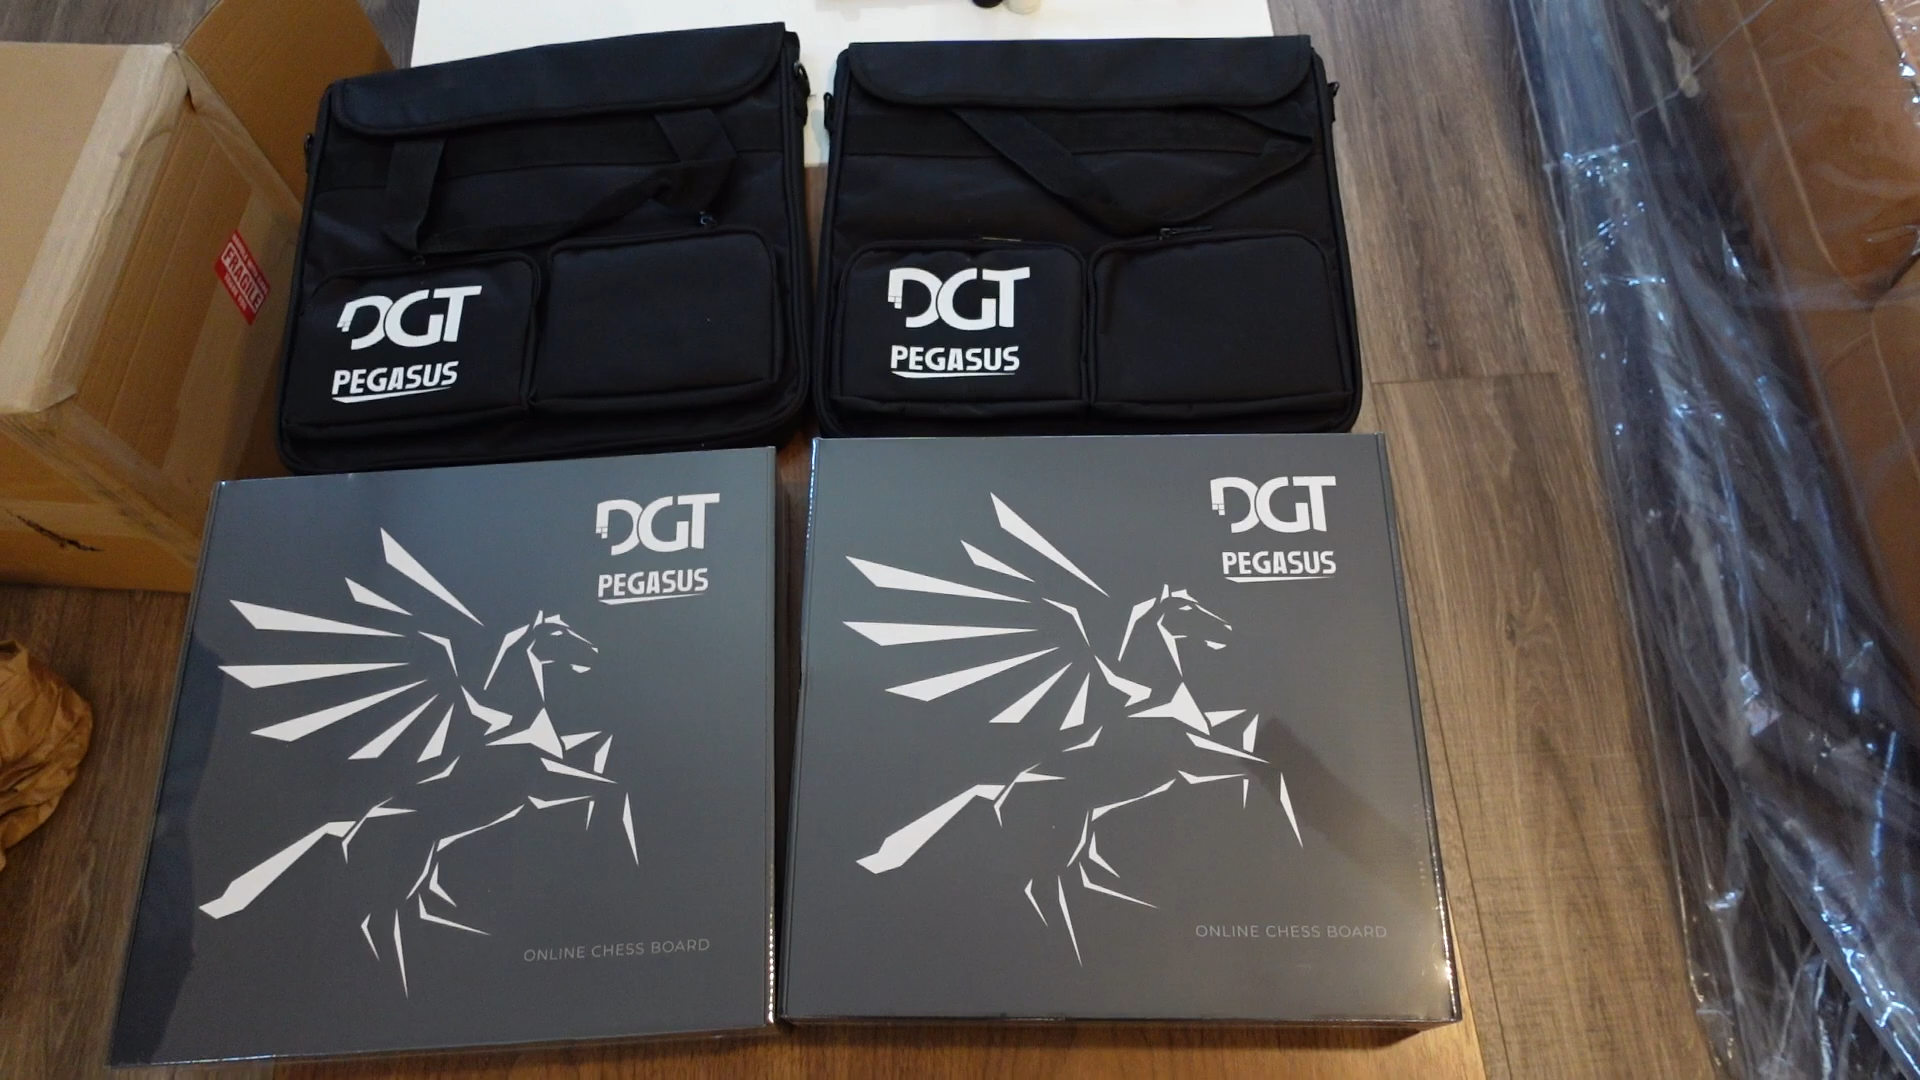 FRAGILE
DGT
PEGASUS
DGT
PEGASUS
DGT
PEGASUS
ONLINE CHESS BOARD
DGT
PEGASUS
ONLINE CHESS BOARD